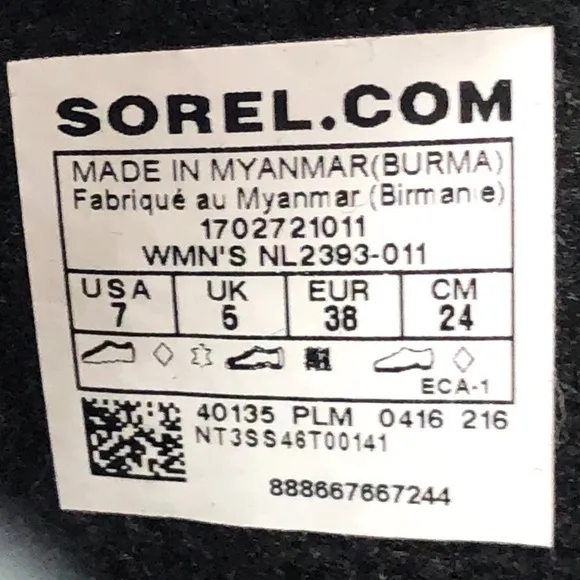 SOREL.COM
MADE IN MYANMAR(BURMA)
Fabriqué au Myanmar (Birmanie)
1702721011
WMN'S NL2393-011
USA UK EUR CM
7 5 38 24
ECA-1
40135 PLM 0416 216
NT3SS46T00141
888667667244